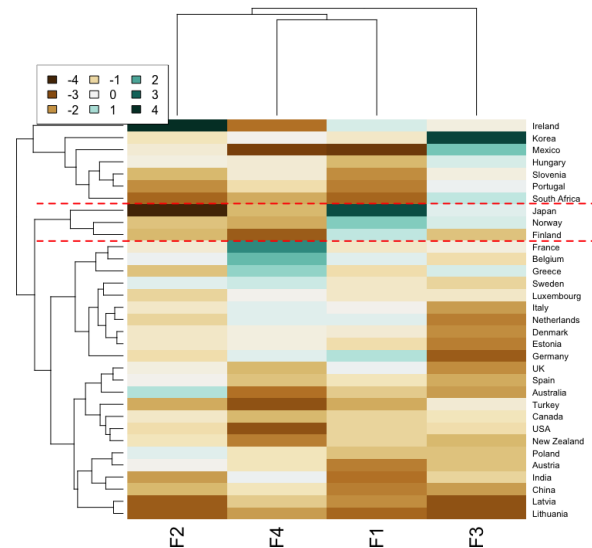 -4 -1 2
-3 0 3
-2 1 4
Ireland
Korea
Mexico
Hungary
Slovenia
Portugal
South Africa
Japan
Norway
Finland
France
Belgium
Greece
Sweden
Luxembourg
Italy
Netherlands
Denmark
Estonia
Germany
UK
Spain
Australia
Turkey
Canada
USA
New Zealand
Poland
Austria
India
China
Latvia
Lithuania
F2 F4 F1 F3